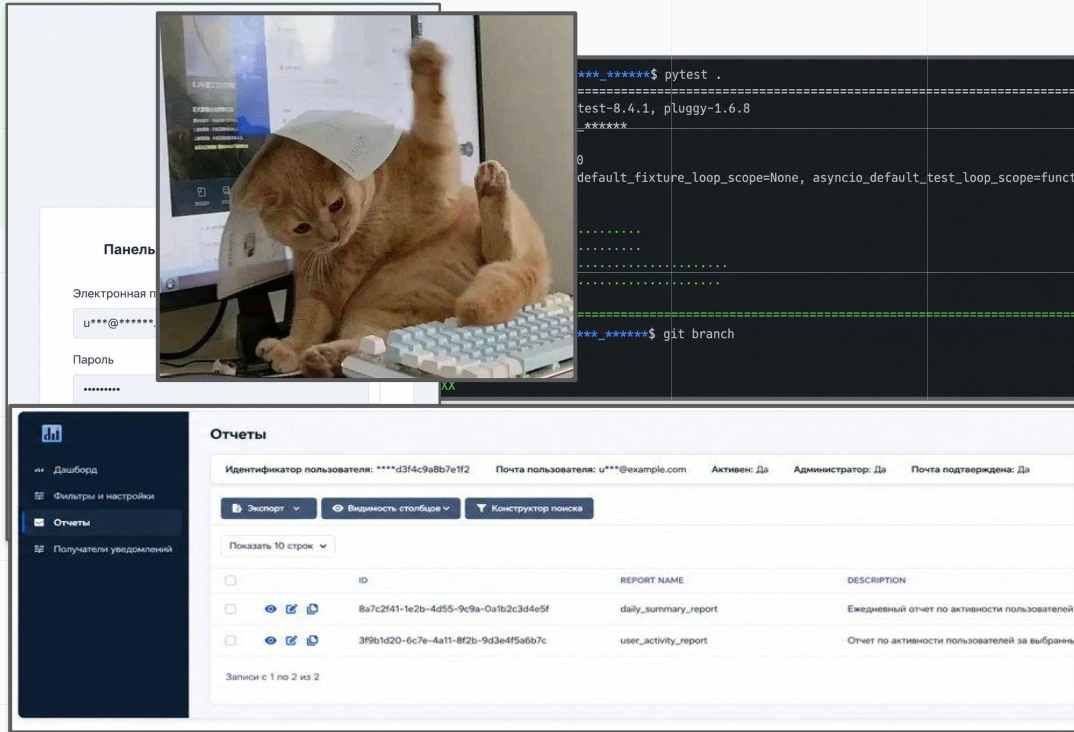 ***_******$ pytest .
test-8.4.1, pluggy-1.6.8
_******
0
default_fixture_loop_scope=None, asyncio_default_test_loop_scope=funct
***_******$ git branch
XX
Панель
Электронная п
u***@******.
Пароль
•••••••••
Дашборд
Фильтры и настройки
Отчеты
Получатели уведомлений
Отчеты
Идентификатор пользователя: ****d3f4c9a8b7e1f2 Почта пользователя: u***@example.com Активен: Да Администратор: Да Почта подтверждена: Да
Экспорт Видимость столбцов Конструктор поиска
Показать 10 строк
ID REPORT NAME DESCRIPTION
8a7c2f41-1e2b-4d55-9c9a-0a1b2c3d4e5f daily_summary_report Ежедневный отчет по активности пользователей
3f9b1d20-6c7e-4a11-8f2b-9d3e4f5a6b7c user_activity_report Отчет по активности пользователей за выбранны
Записи с 1 по 2 из 2